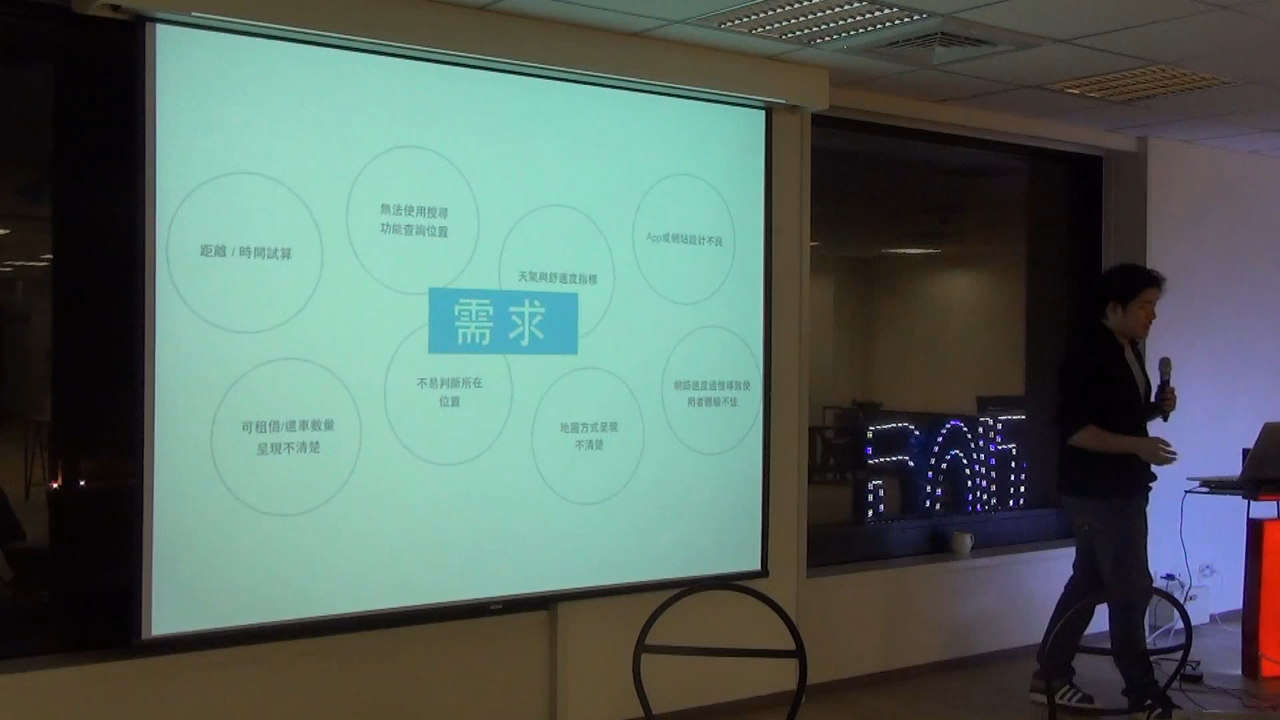 無法使用搜尋
功能查詢位置
距離 / 時間試算
App或網站設計不良
天氣與舒適度指標
需求
不易判斷所在
位置
網路速度過慢導致使
用者體驗不佳
可租借/還車數量
呈現不清楚
地圖方式呈現
不清楚